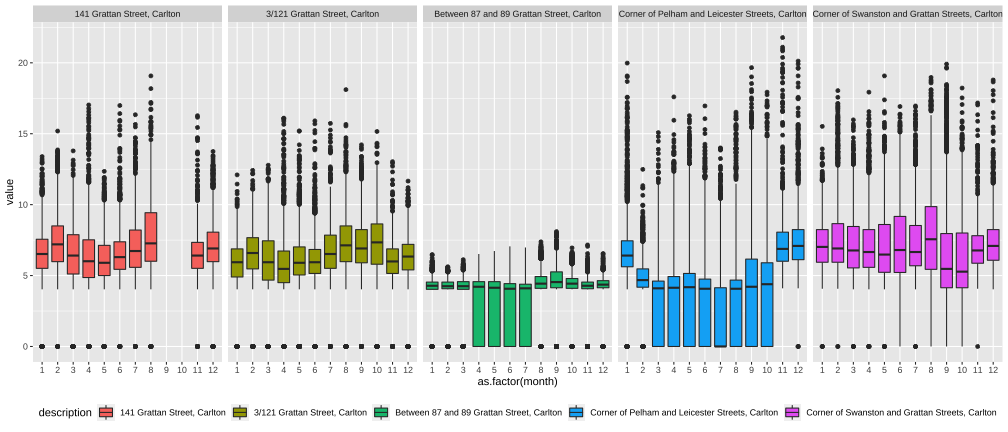 141 Grattan Street, Carlton
3/121 Grattan Street, Carlton
Between 87 and 89 Grattan Street, Carlton
Corner of Pelham and Leicester Streets, Carlton
Corner of Swanston and Grattan Streets, Carlton
value
20
15
10
5
0
1 2 3 4 5 6 7 8 9 10 11 12
1 2 3 4 5 6 7 8 9 10 11 12
1 2 3 4 5 6 7 8 9 10 11 12
1 2 3 4 5 6 7 8 9 10 11 12
1 2 3 4 5 6 7 8 9 10 11 12
as.factor(month)
description 141 Grattan Street, Carlton 3/121 Grattan Street, Carlton Between 87 and 89 Grattan Street, Carlton Corner of Pelham and Leicester Streets, Carlton Corner of Swanston and Grattan Streets, Carlton